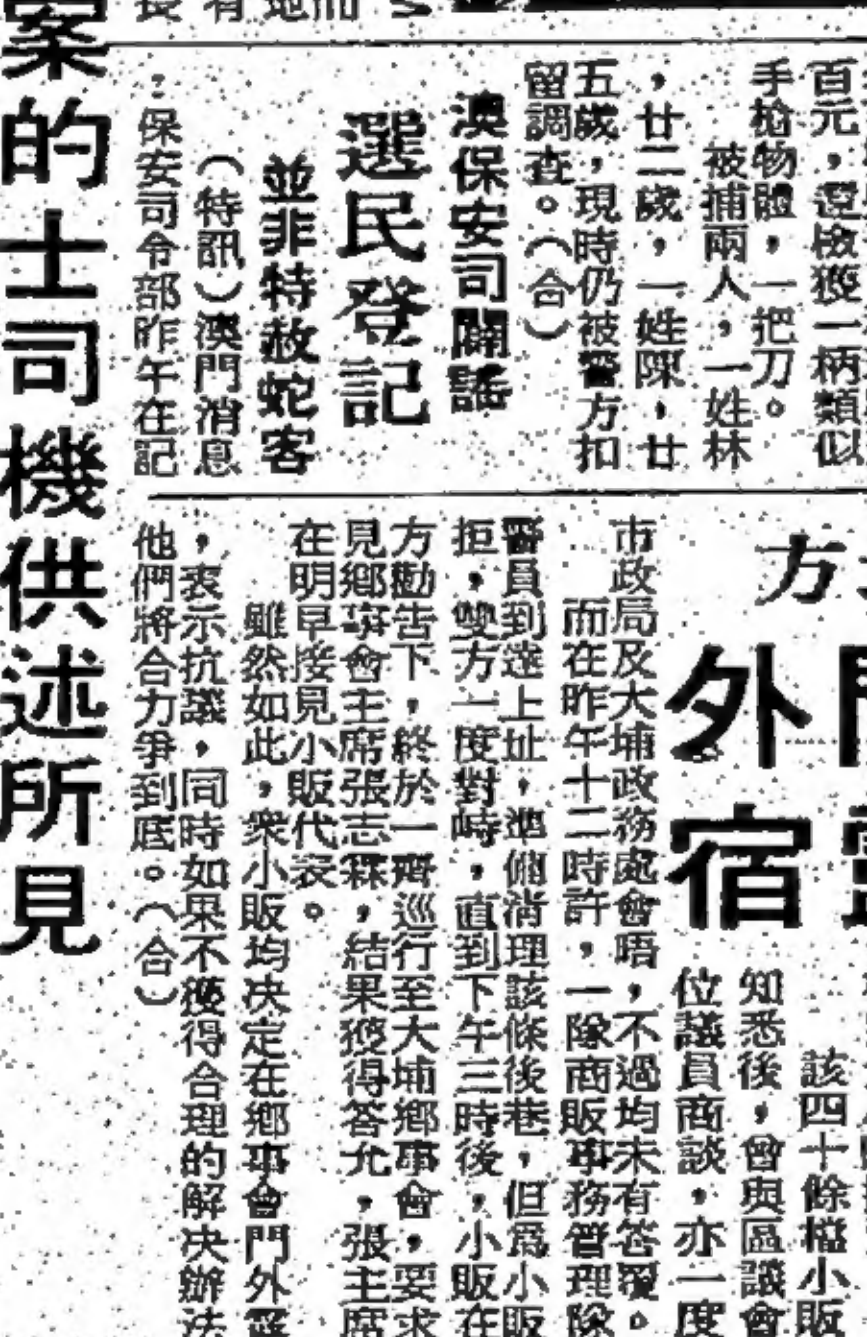 百元，並檢獲一柄類似
手槍物體，一把刀。
被捕兩人，一姓林
，廿二歲，一姓陳，廿
五歲，現時仍被警方扣
留調查。（合）
澳保安司闢謠
選民登記
並非特赦蛇客
（特訊）澳門消息
：保安司令部昨午在記
案的士司機供述所見
方
外宿
該四十餘檔小販
知悉後，曾與區議會
位議員商談，亦一度
市政局及大埔政務處會晤，不過均未有答覆。
而在昨午十二時許，一隊商販事務管理隊
警員到達上址，準備清理該條後巷，但為小販
拒，雙方一度對峙，直到下午三時後，小販在
方勸告下，終於一齊巡行至大埔鄉事會，要求
見鄉事會主席張志霖，結果獲得答允，張主席
在明早接見小販代表。
雖然如此，衆小販均决定在鄉事會門外露
，表示抗議，同時如果不獲得合理的解决辦法
他們將合力爭到底。（合）